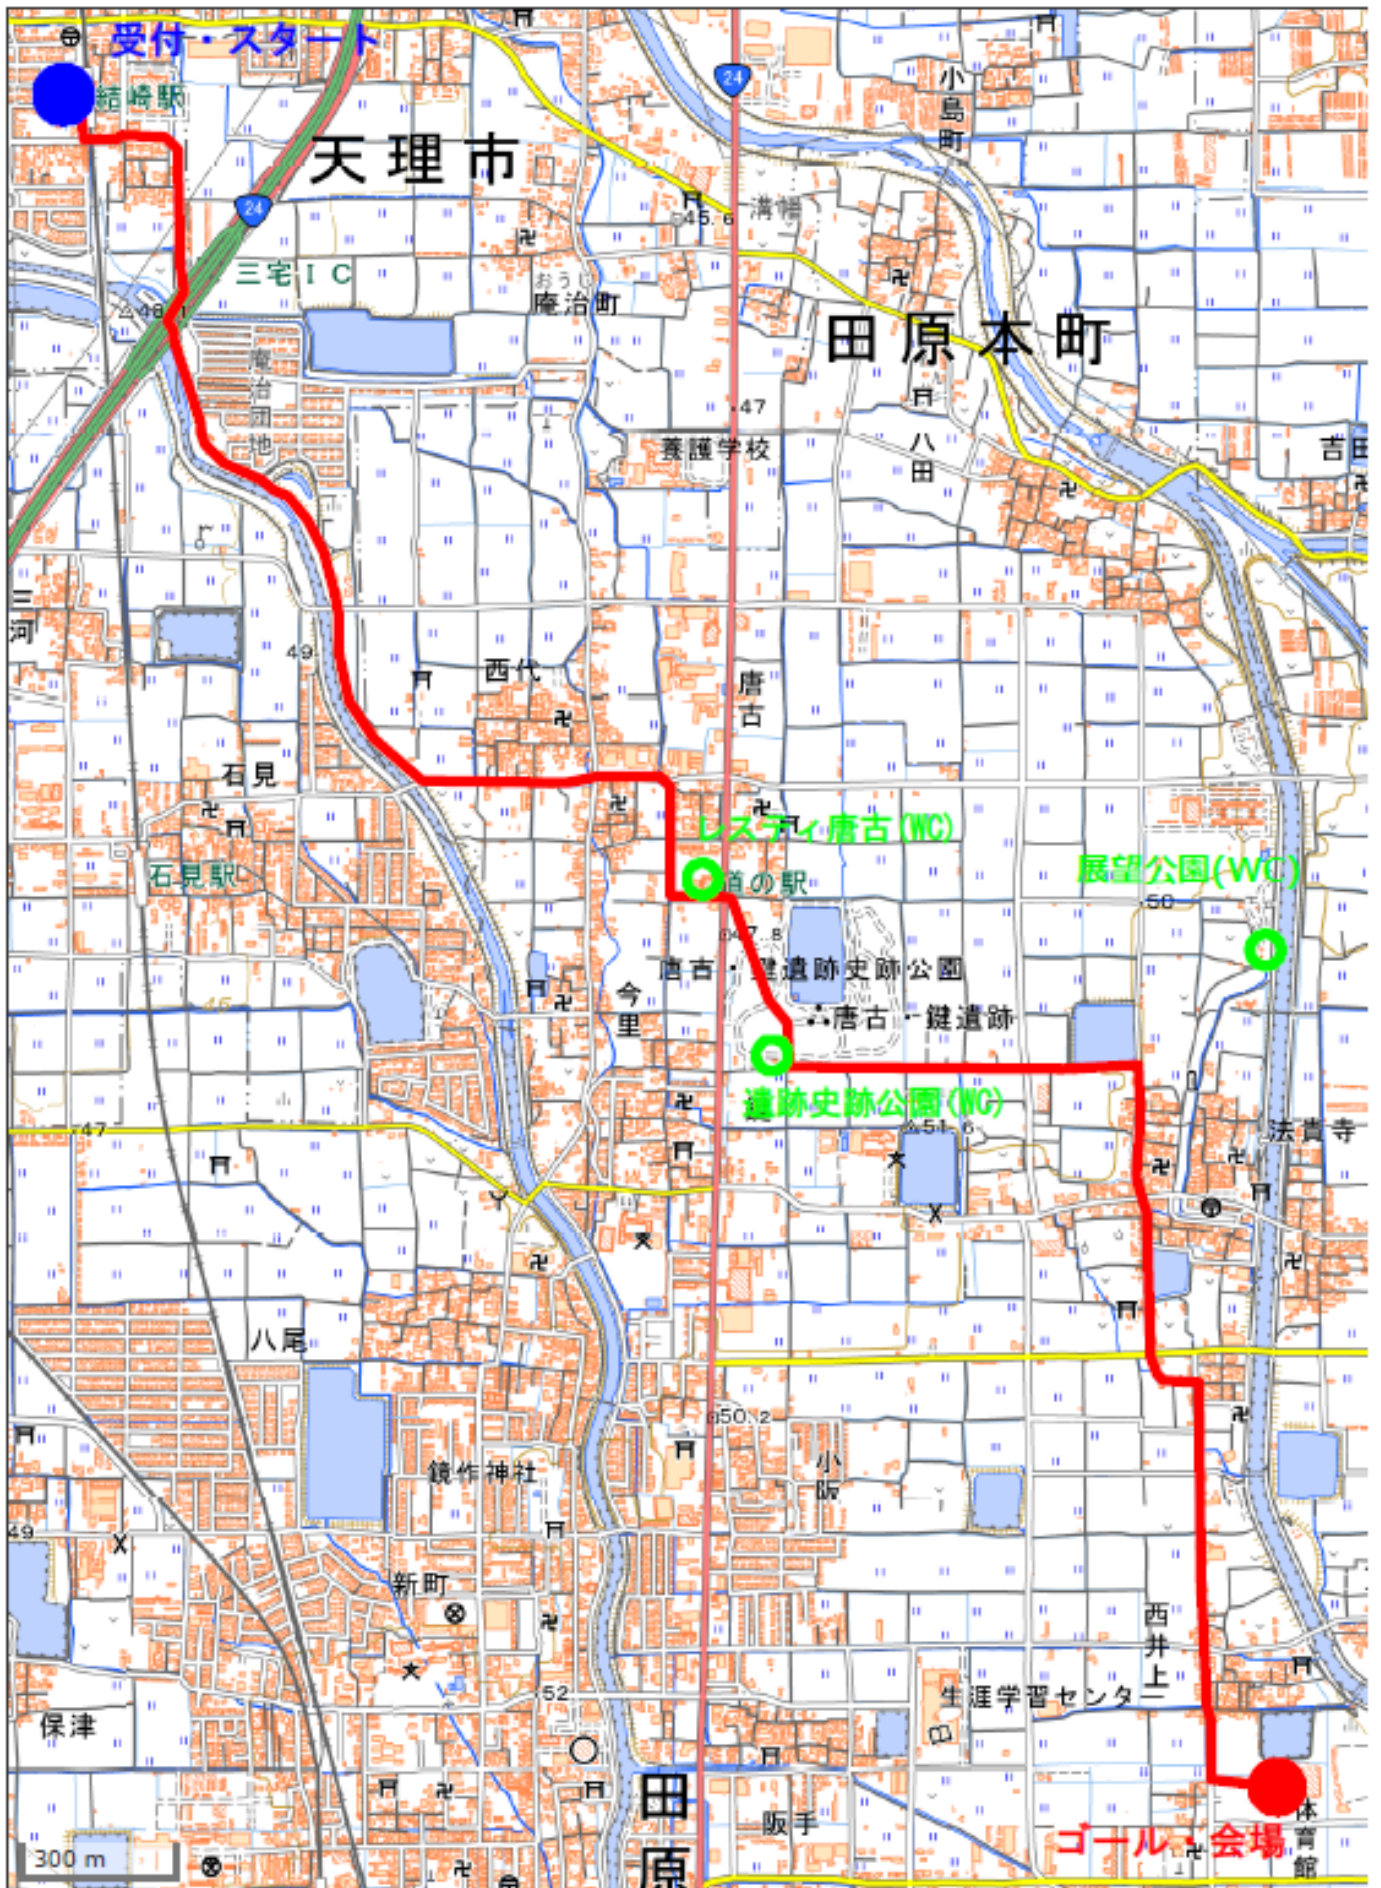 受付・スタート
結崎駅
24
小島町
天理市
24
溝幡
45.6
三宅IC
おうじ
庵治町
48.1
田原本町
庵治団地
47
養護学校
八田
吉田
三河
49
西代
唐古
石見
レスティ唐古(WC)
石見駅
道の駅
展望公園(WC)
50
47.8
唐古・鍵遺跡史跡公園
今里
46
唐古・鍵遺跡
遺跡史跡公園(WC)
鍵
51.6
47
法貴寺
八尾
50.2
鏡作神社
小阪
49
新町
西井上
52
生涯学習センター
保津
田原
阪手
ゴール・会場
体育館
300 m